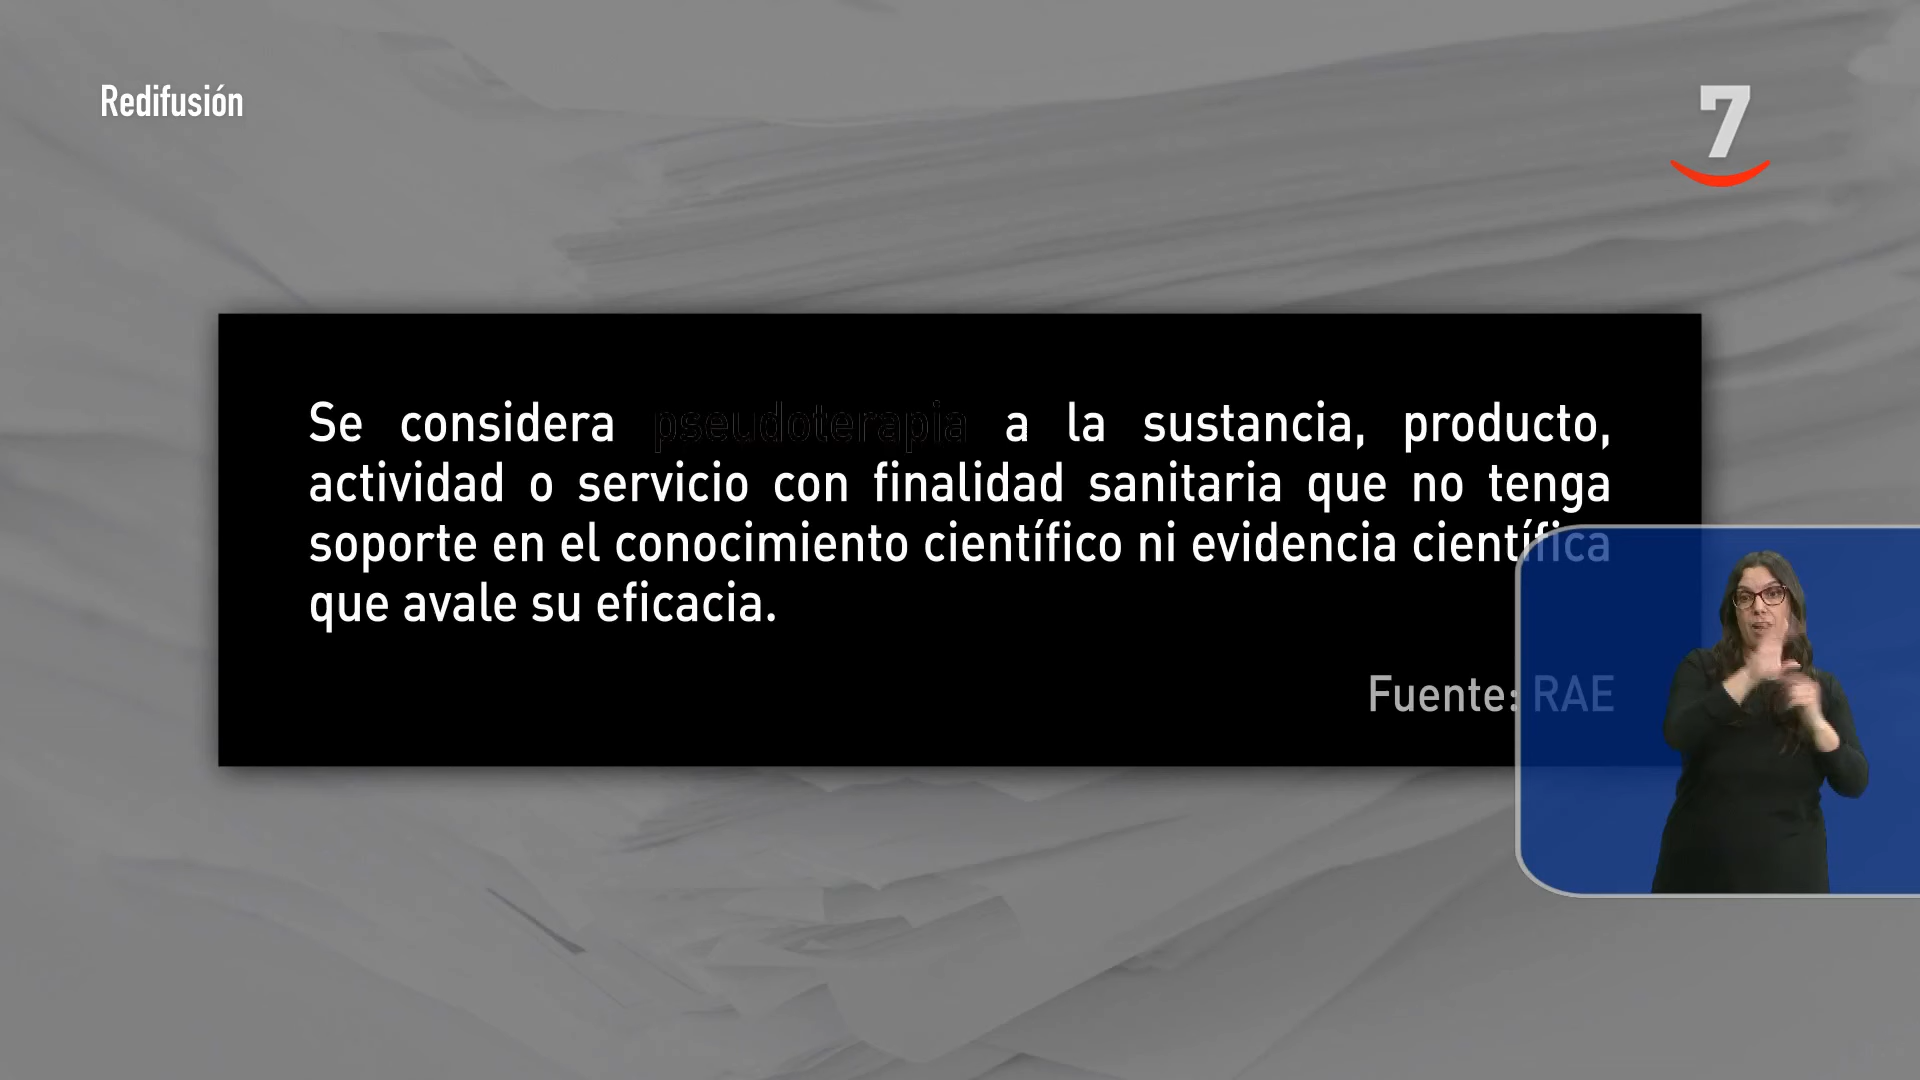 Redifusión
7
Se considera pseudoterapia a la sustancia, producto,
actividad o servicio con finalidad sanitaria que no tenga
soporte en el conocimiento científico ni evidencia científica
que avale su eficacia.
Fuente: RAE